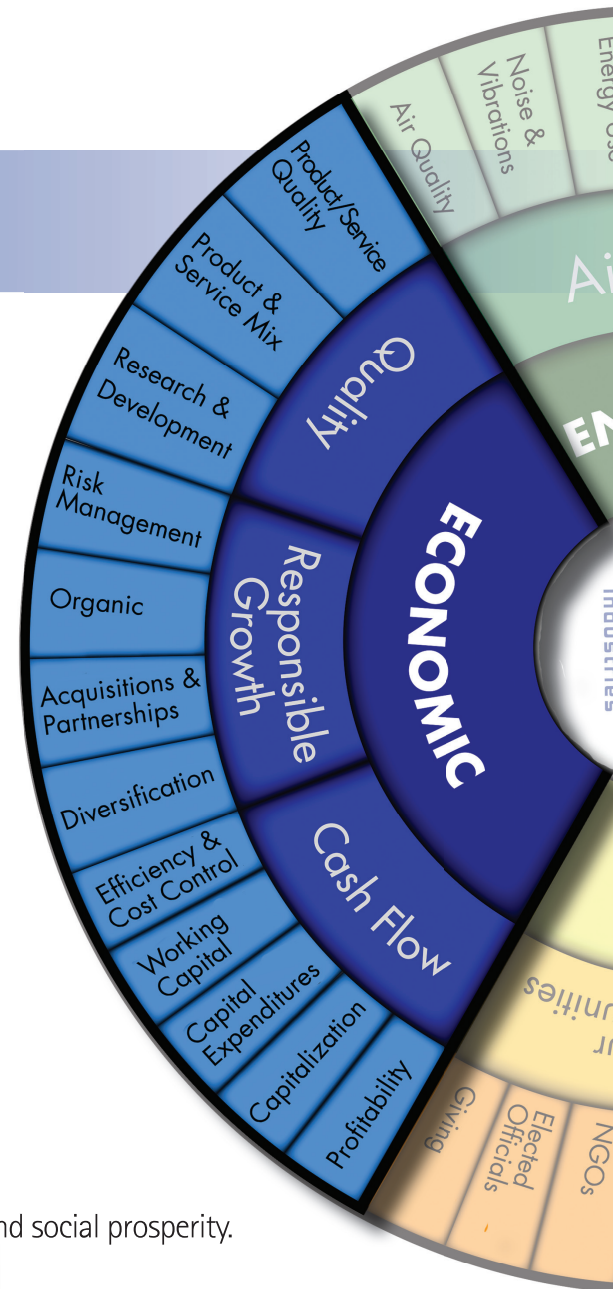 Product/Service
Quality
Product &
Service Mix
Research &
Development
Risk
Management
Organic
Acquisitions &
Partnerships
Diversification
Efficiency &
Cost Control
Working
Capital
Capital
Expenditures
Capitalization
Profitability
Quality
Responsible
Growth
Cash Flow
ECONOMIC
Air Quality
Noise &
Vibrations
Energy
Giving
Elected
Officials
NGOs
social prosperity.